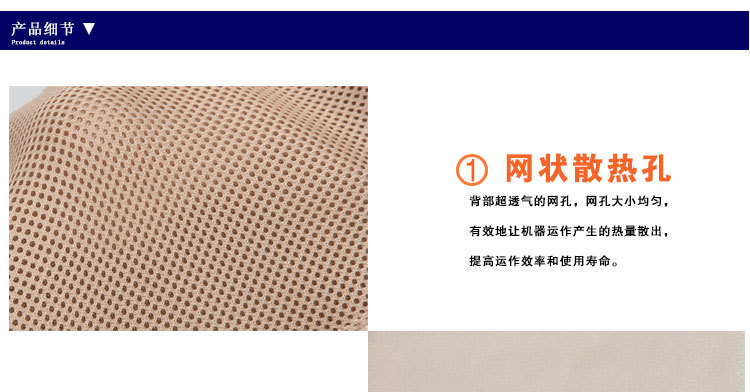 产品细节 ▼
Product details
① 网状散热孔
背部超透气的网孔，网孔大小均匀，
有效地让机器运作产生的热量散出，
提高运作效率和使用寿命。